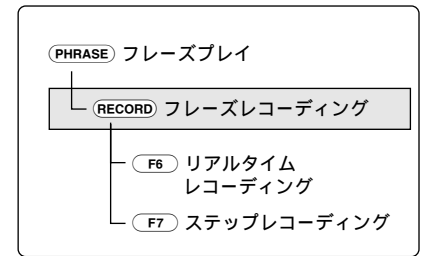 PHRASE フレーズプレイ
RECORD フレーズレコーディング
F6 リアルタイム
レコーディング
F7 ステップレコーディング